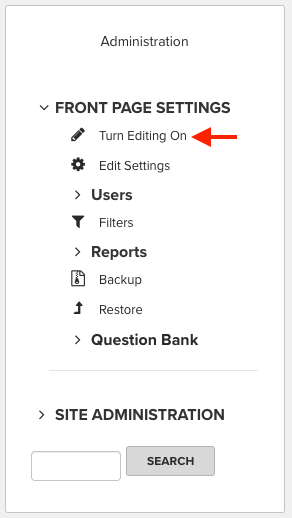 Administration
FRONT PAGE SETTINGS
Turn Editing On
Edit Settings
Users
Filters
Reports
Backup
Restore
Question Bank
SITE ADMINISTRATION
SEARCH